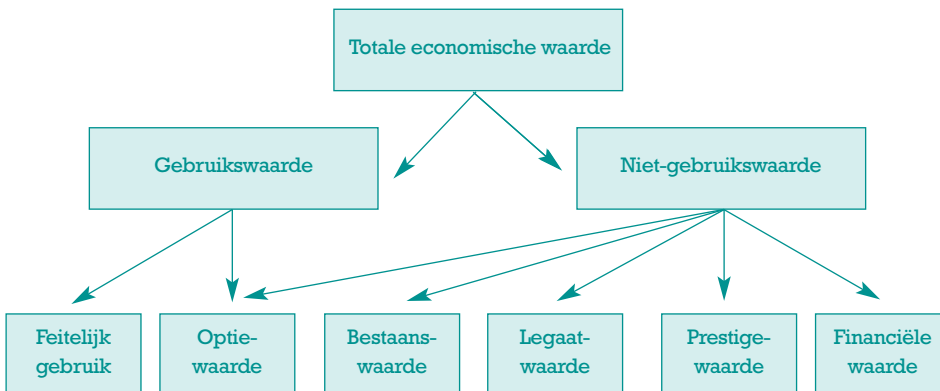 Totale economische waarde
Gebruikswaarde
Niet-gebruikswaarde
Feitelijk
gebruik
Optie-
waarde
Bestaans-
waarde
Legaat-
waarde
Prestige-
waarde
Financiële
waarde